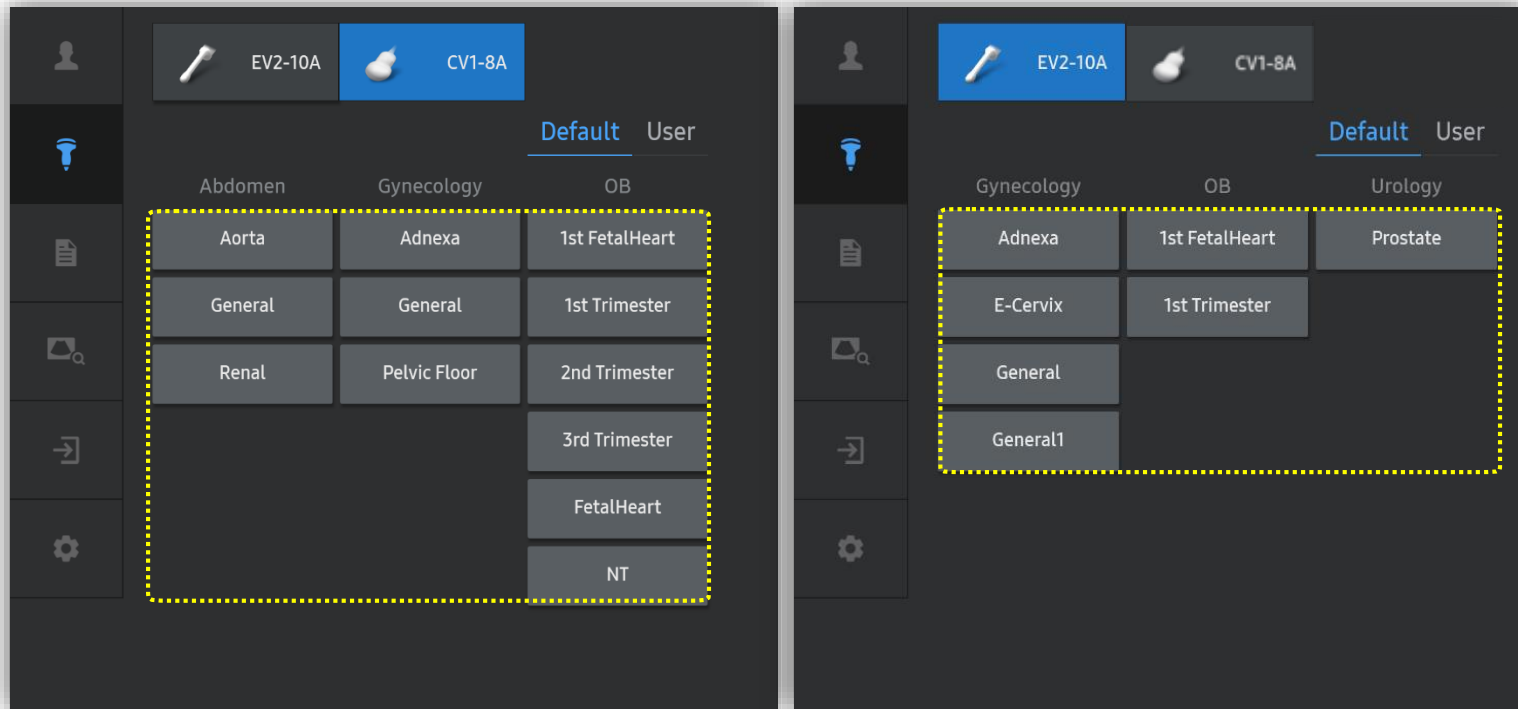 EV2-10A CV1-8A
Default User
Abdomen Gynecology OB
Aorta Adnexa 1st FetalHeart
General General 1st Trimester
Renal Pelvic Floor 2nd Trimester
3rd Trimester
FetalHeart
NT
EV2-10A CV1-8A
Default User
Gynecology OB Urology
Adnexa 1st FetalHeart Prostate
E-Cervix 1st Trimester
General
General1